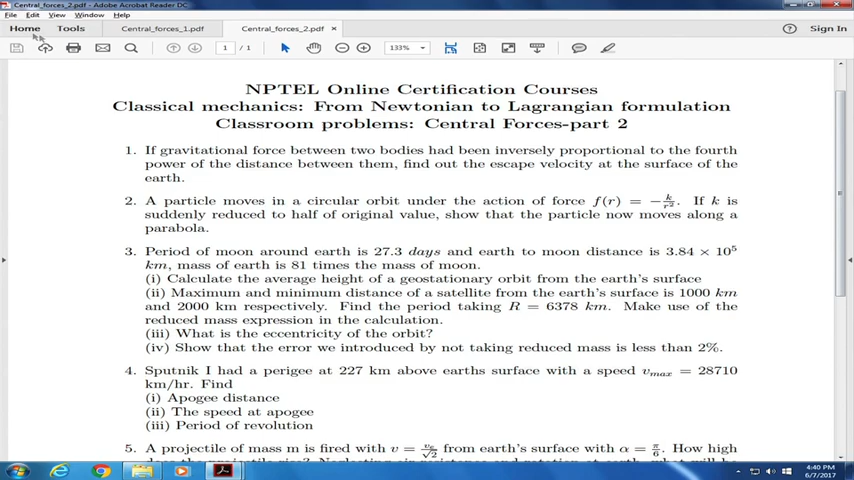 Central_forces_2.pdf - Adobe Acrobat Reader DC
File Edit View Window Help
Home Tools Central_forces_1.pdf Central_forces_2.pdf × Sign In
1 / 1 133%
NPTEL Online Certification Courses
Classical mechanics: From Newtonian to Lagrangian formulation
Classroom problems: Central Forces-part 2
1. If gravitational force between two bodies had been inversely proportional to the fourth
power of the distance between them, find out the escape velocity at the surface of the
earth.
2. A particle moves in a circular orbit under the action of force f(r) = −k/r². If k is
suddenly reduced to half of original value, show that the particle now moves along a
parabola.
3. Period of moon around earth is 27.3 days and earth to moon distance is 3.84 × 10⁵
km, mass of earth is 81 times the mass of moon.
(i) Calculate the average height of a geostationary orbit from the earth's surface
(ii) Maximum and minimum distance of a satellite from the earth's surface is 1000 km
and 2000 km respectively. Find the period taking R = 6378 km. Make use of the
reduced mass expression in the calculation.
(iii) What is the eccentricity of the orbit?
(iv) Show that the error we introduced by not taking reduced mass is less than 2%.
4. Sputnik I had a perigee at 227 km above earths surface with a speed vmax = 28710
km/hr. Find
(i) Apogee distance
(ii) The speed at apogee
(iii) Period of revolution
5. A projectile of mass m is fired with v = vₑ/√2 from earth's surface with α = π/6. How high
4:40 PM
6/7/2017